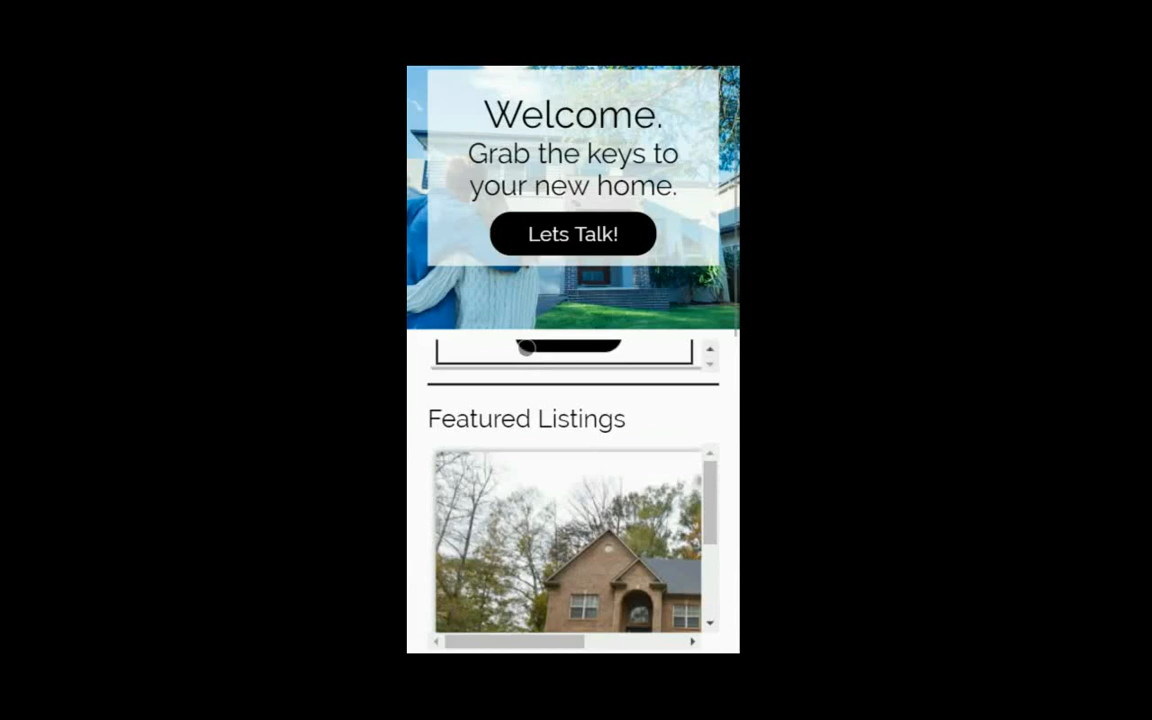 Welcome.
Grab the keys to
your new home.
Lets Talk!
Featured Listings